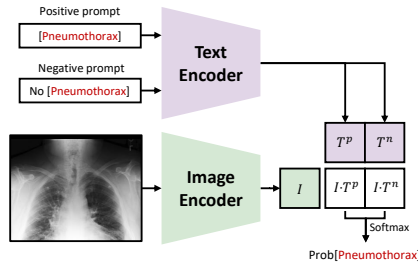 Positive prompt
[Pneumothorax]
Negative prompt
No [Pneumothorax]
Text
Encoder
Image
Encoder
T^p T^n
I I·T^p I·T^n
Softmax
Prob[Pneumothorax]